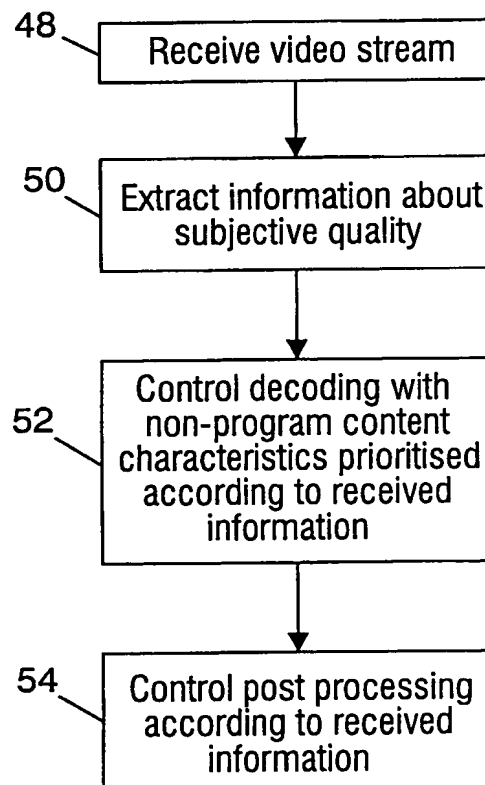 48
Receive video stream
50
Extract information about
subjective quality
52
Control decoding with
non-program content
characteristics prioritised
according to received
information
54
Control post processing
according to received
information